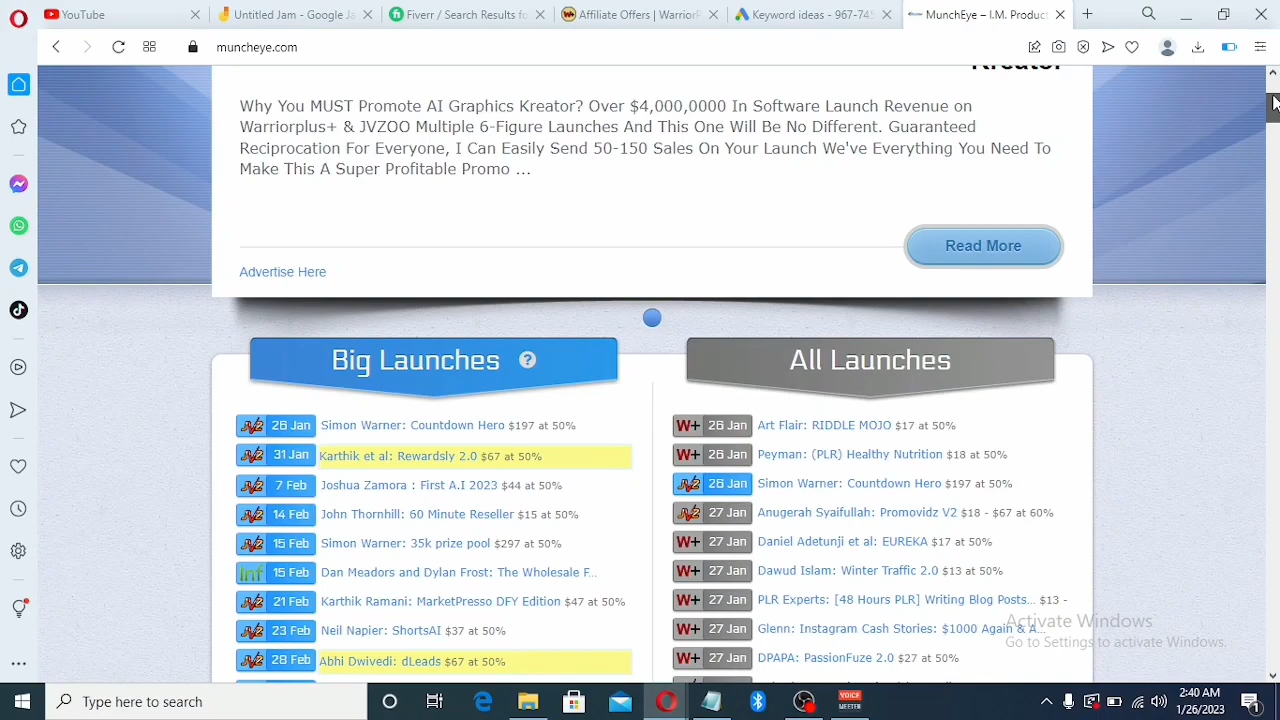 YouTube
Untitled Jam - Google Ja
Fiverr / Search Results fo
Affiliate Offers | WarriorP
Keyword ideas - 967-745
MunchEye – I.M. Product
muncheye.com
Kreator
Why You MUST Promote AI Graphics Kreator? Over $4,000,0000 In Software Launch Revenue on
Warriorplus+ & JVZOO Multiple 6-Figure Launches And This One Will Be No Different. Guaranteed
Reciprocation For Everyone, I Can Easily Send 50-150 Sales On Your Launch We've Everything You Need To
Make This A Super Profitable Promo ...
Read More
Advertise Here
Big Launches ?
26 Jan Simon Warner: Countdown Hero $197 at 50%
31 Jan Karthik et al: Rewardsly 2.0 $67 at 50%
7 Feb Joshua Zamora : First A.I 2023 $44 at 50%
14 Feb John Thornhill: 60 Minute Reseller $15 at 50%
15 Feb Simon Warner: 35k prize pool $297 at 50%
15 Feb Dan Meadors and Dylan Frost: The Wholesale F...
21 Feb Karthik Ramani: MarketPresso DFY Edition $47 at 50%
23 Feb Neil Napier: ShortsAI $37 at 50%
28 Feb Abhi Dwivedi: dLeads $67 at 50%
All Launches
W+ 26 Jan Art Flair: RIDDLE MOJO $17 at 50%
W+ 26 Jan Peyman: (PLR) Healthy Nutrition $18 at 50%
26 Jan Simon Warner: Countdown Hero $197 at 50%
27 Jan Anugerah Syaifullah: Promovidz V2 $18 - $67 at 60%
W+ 27 Jan Daniel Adetunji et al: EUREKA $17 at 50%
W+ 27 Jan Dawud Islam: Winter Traffic 2.0 $13 at 50%
W+ 27 Jan PLR Experts: [48 Hours PLR] Writing Blog Posts... $13 -
W+ 27 Jan Glenn: Instagram Cash Stories: $1000 Again & A...
W+ 27 Jan DPAPA: PassionFuze 2.0 $27 at 50%
Activate Windows
Go to Settings to activate Windows.
Type here to search
VOICE
MEETER
2:40 AM
1/26/2023
1